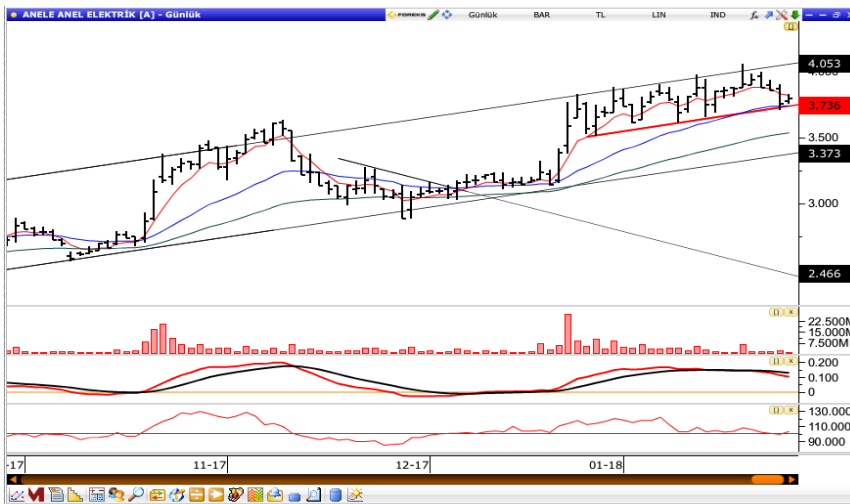 ANELE ANEL ELEKTRİK [A] - Günlük
FOREKS Günlük BAR TL LIN IND
4.053
3.736
3.500
3.373
3.000
2.466
22.500M
15.000M
7.500M
0.200
0.100
0
130.000
110.000
90.000
-17 11-17 12-17 01-18